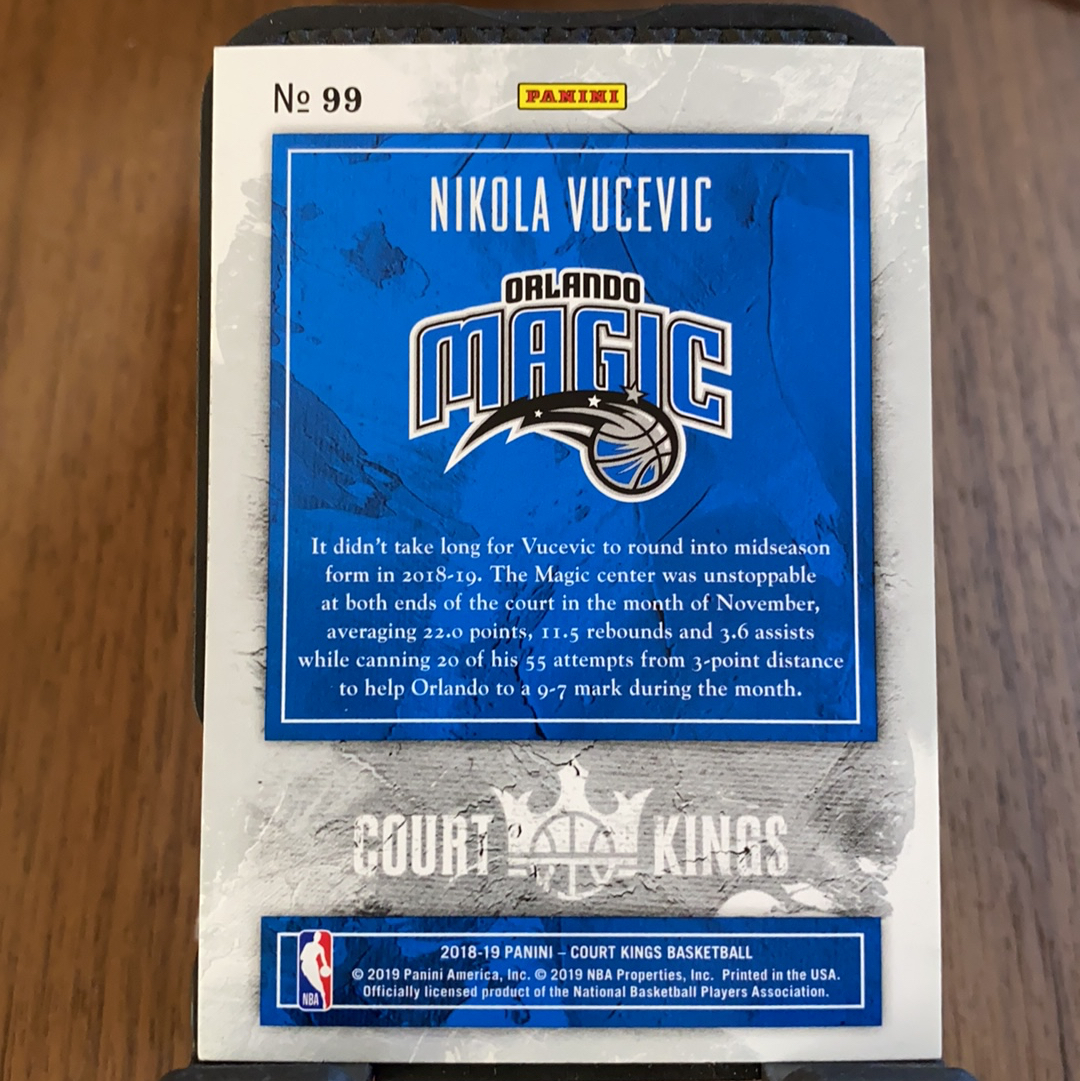 Nº 99
PANINI
NIKOLA VUCEVIC
ORLANDO
MAGIC
It didn't take long for Vucevic to round into midseason
form in 2018-19. The Magic center was unstoppable
at both ends of the court in the month of November,
averaging 22.0 points, 11.5 rebounds and 3.6 assists
while canning 20 of his 55 attempts from 3-point distance
to help Orlando to a 9-7 mark during the month.
COURT KINGS
2018-19 PANINI – COURT KINGS BASKETBALL
© 2019 Panini America, Inc. © 2019 NBA Properties, Inc. Printed in the USA.
Officially licensed product of the National Basketball Players Association.
NBA